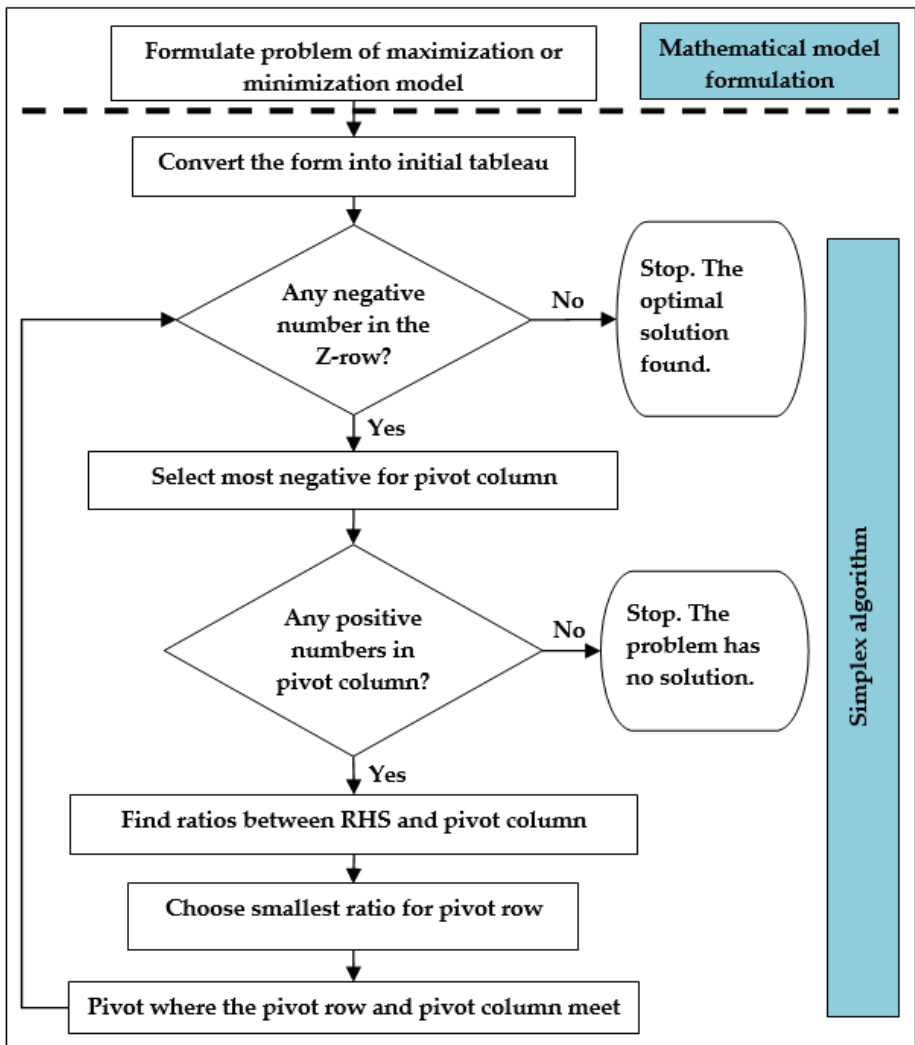 Formulate problem of maximization or
minimization model
Mathematical model
formulation
Convert the form into initial tableau
Any negative
number in the
Z-row?
No
Stop. The
optimal
solution
found.
Yes
Select most negative for pivot column
Any positive
numbers in
pivot column?
No
Stop. The
problem has
no solution.
Yes
Find ratios between RHS and pivot column
Choose smallest ratio for pivot row
Pivot where the pivot row and pivot column meet
Simplex algorithm